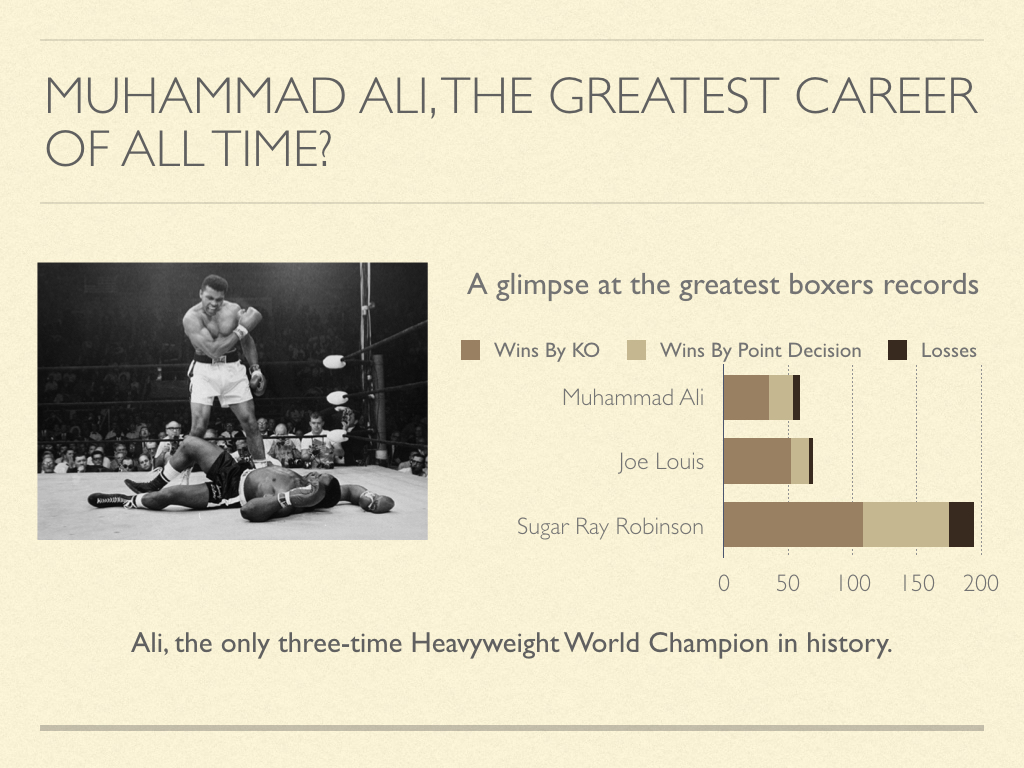 MUHAMMAD ALI, THE GREATEST CAREER
OF ALL TIME?
A glimpse at the greatest boxers records
Wins By KO Wins By Point Decision Losses
Muhammad Ali
Joe Louis
Sugar Ray Robinson
0 50 100 150 200
Ali, the only three-time Heavyweight World Champion in history.